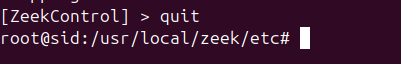 [ZeekControl] > quit
root@sid:/usr/local/zeek/etc#